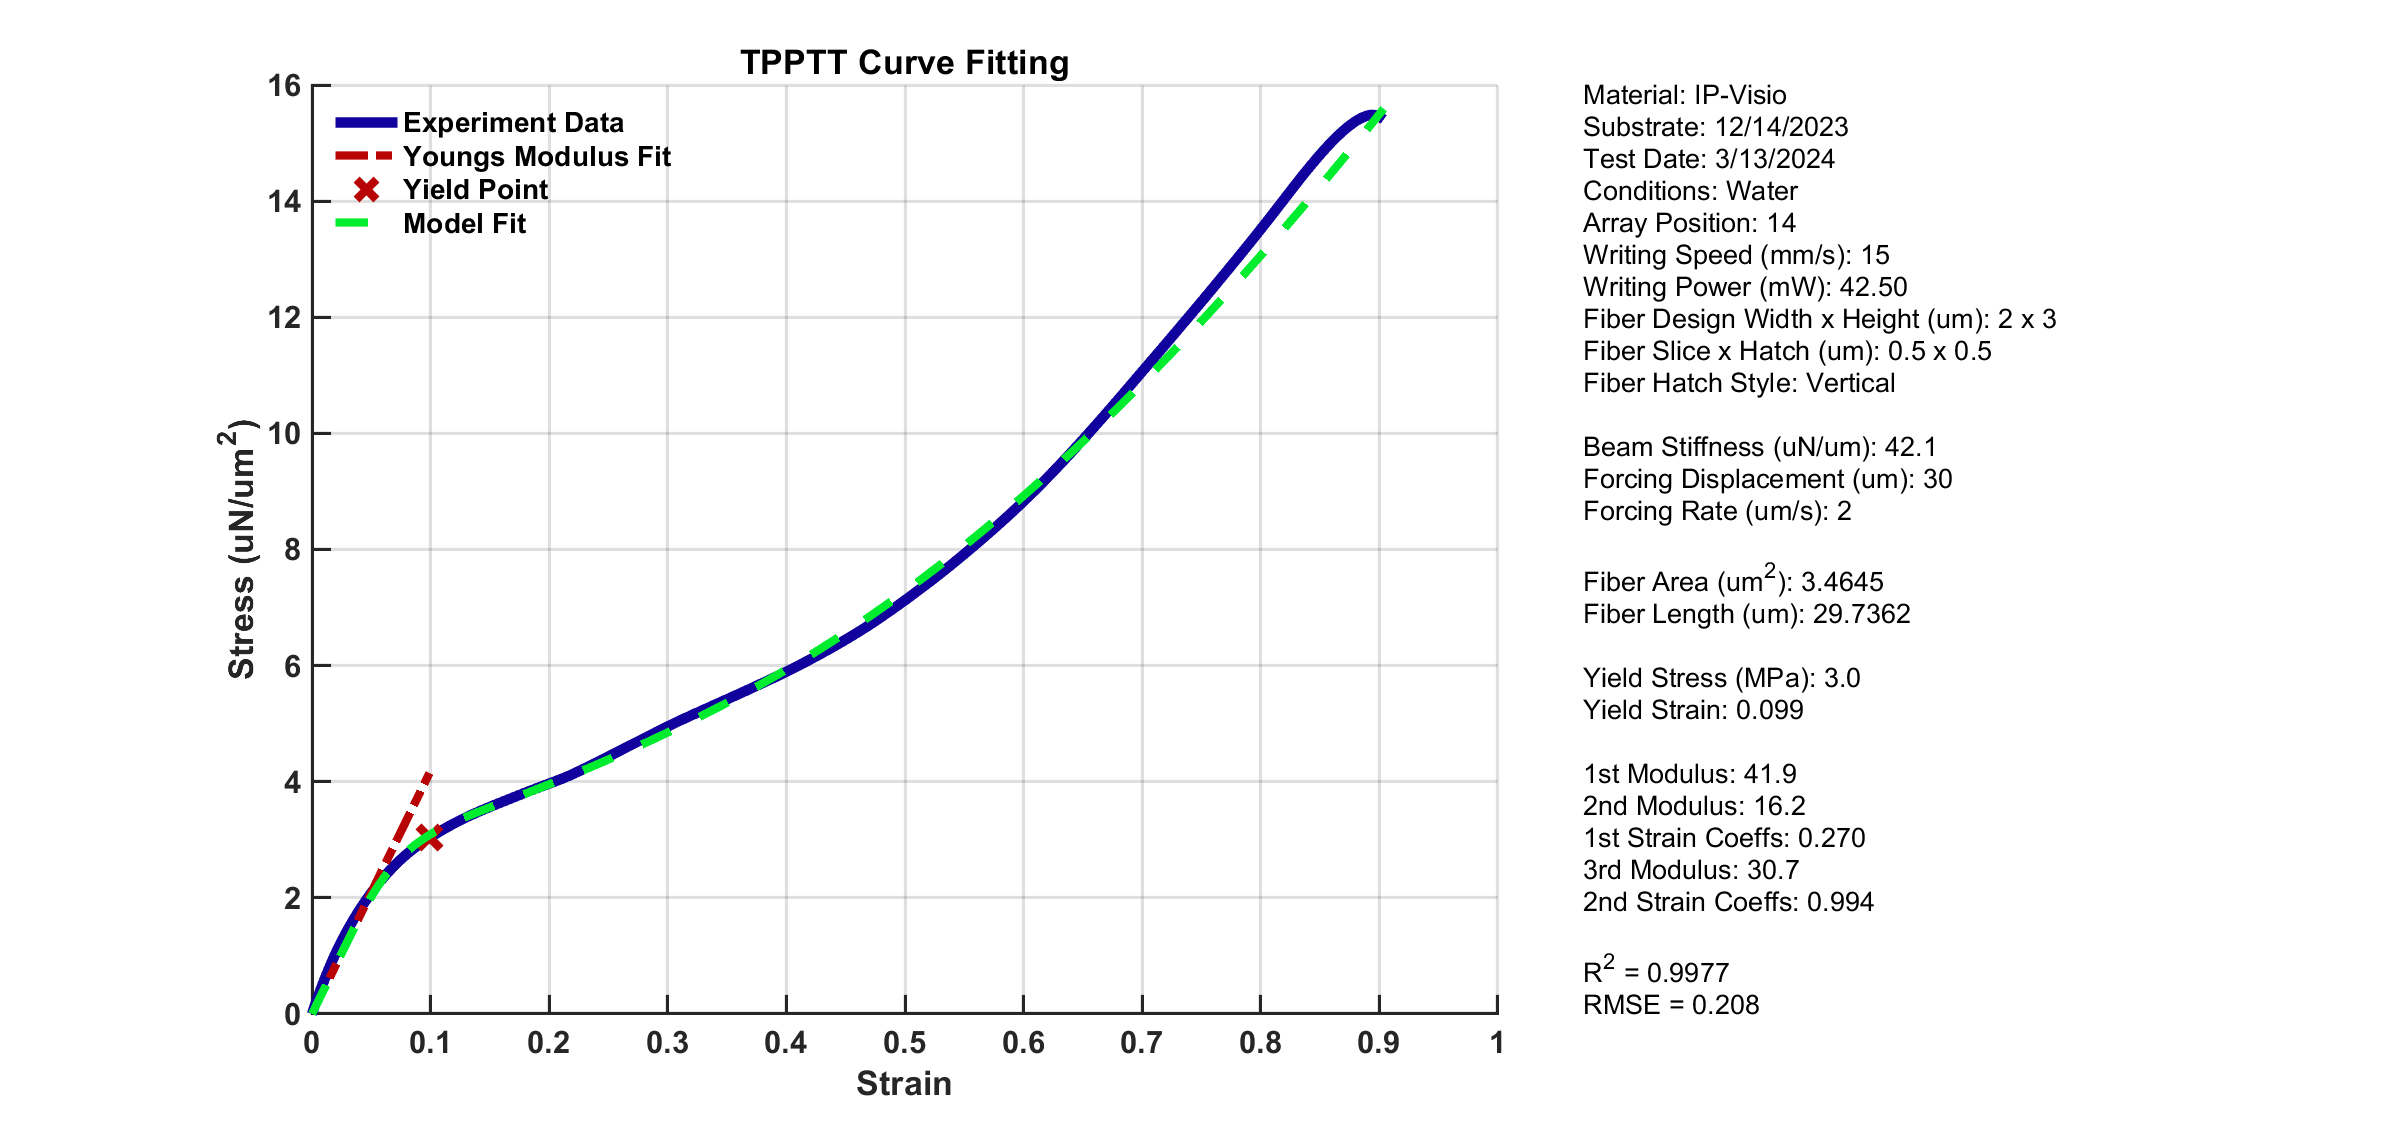 TPPTT Curve Fitting
16
14
12
10
8
6
4
2
0
Stress (uN/um²)
Experiment Data
Youngs Modulus Fit
Yield Point
Model Fit
0 0.1 0.2 0.3 0.4 0.5 0.6 0.7 0.8 0.9 1
Strain
Material: IP-Visio
Substrate: 12/14/2023
Test Date: 3/13/2024
Conditions: Water
Array Position: 14
Writing Speed (mm/s): 15
Writing Power (mW): 42.50
Fiber Design Width x Height (um): 2 x 3
Fiber Slice x Hatch (um): 0.5 x 0.5
Fiber Hatch Style: Vertical
Beam Stiffness (uN/um): 42.1
Forcing Displacement (um): 30
Forcing Rate (um/s): 2
Fiber Area (um²): 3.4645
Fiber Length (um): 29.7362
Yield Stress (MPa): 3.0
Yield Strain: 0.099
1st Modulus: 41.9
2nd Modulus: 16.2
1st Strain Coeffs: 0.270
3rd Modulus: 30.7
2nd Strain Coeffs: 0.994
R² = 0.9977
RMSE = 0.208